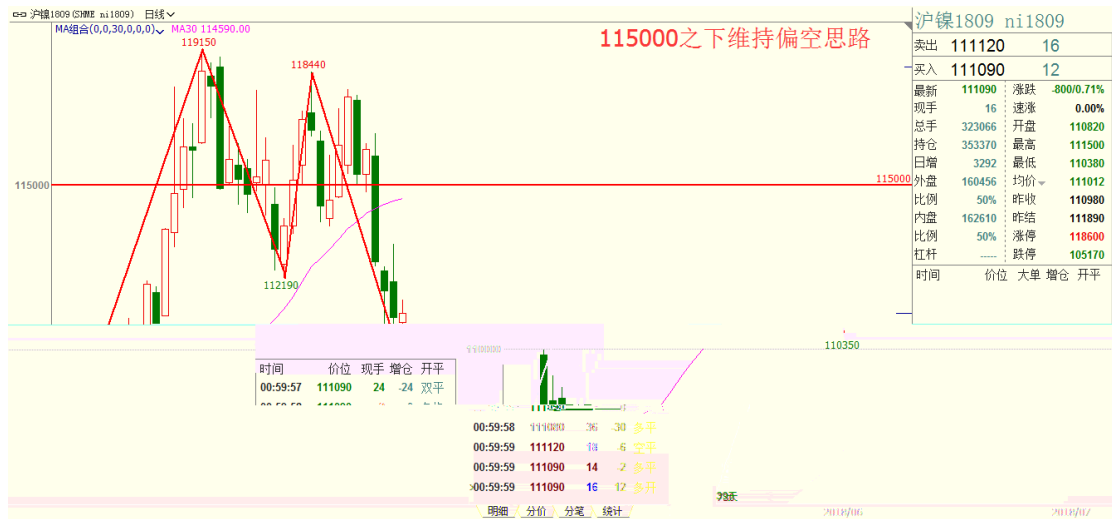 沪镍1809(SHME ni1809) 日线
MA组合(0,0,30,0,0,0) MA30 114590.00
115000之下维持偏空思路
119150
118440
115000
115000
112190
沪镍1809 ni1809
卖出 111120 16
买入 111090 12
最新 111090 涨跌 -800/0.71%
现手 16 速涨 0.00%
总手 323066 开盘 110820
持仓 353370 最高 111500
日增 3292 最低 110380
外盘 160456 均价 111012
比例 50% 昨收 110980
内盘 162610 昨结 111890
比例 50% 涨停 118600
杠杆 ----- 跌停 105170
时间 价位 大单 增仓 开平
110000
110350
时间 价位 现手 增仓 开平
00:59:57 111090 24 -24 双平
00:59:58 111080 36 -30 多平
00:59:59 111120 -6 空平
00:59:59 111090 14 -2 多平
00:59:59 111090 16 12 多开
明细 分价 分笔 统计
2018/06
2018/07